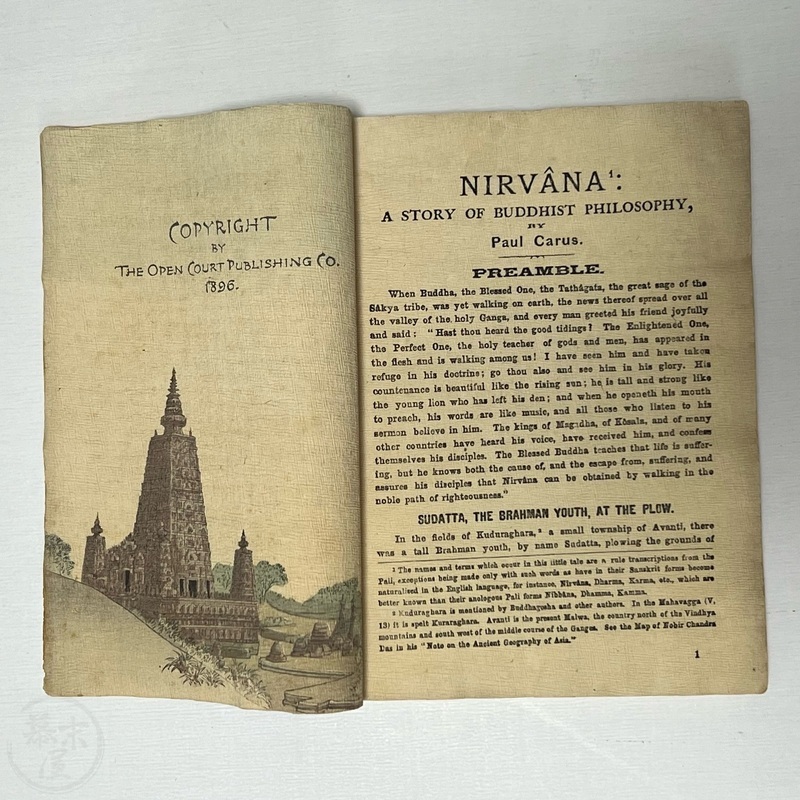 COPYRIGHT
BY
THE OPEN COURT PUBLISHING CO.
1896.
NIRVÂNA¹:
A STORY OF BUDDHIST PHILOSOPHY,
BY
Paul Carus.
PREAMBLE.
When Buddha, the Blessed One, the Tathâgata, the great sage of the
Sâkya tribe, was yet walking on earth, the news thereof spread over all
the valley of the holy Ganga, and every man greeted his friend joyfully
and said: "Hast thou heard the good tidings? The Enlightened One,
the Perfect One, the holy teacher of gods and men, has appeared in
the flesh and is walking among us! I have seen him and have taken
refuge in his doctrine; go thou also and see him in his glory. His
countenance is beautiful like the rising sun; he is tall and strong like
the young lion who has left his den; and when he openeth his mouth
to preach, his words are like music, and all those who listen to his
sermon believe in him. The kings of Magadha, of Kôsala, and of many
other countries have heard his voice, have received him, and confess
themselves his disciples. The Blessed Buddha teaches that life is suffer-
ing, but he knows both the cause of, and the escape from, suffering, and
assures his disciples that Nirvâna can be obtained by walking in the
noble path of righteousness."
SUDATTA, THE BRAHMAN YOUTH, AT THE PLOW.
In the fields of Kuduraghara,² a small township of Avanti, there
was a tall Brahman youth, by name Sudatta, plowing the grounds of
¹ The names and terms which occur in this little tale are a rule transcriptions from the
Pali, exceptions being made only with such words as have in their Sanskrit forms become
naturalised in the English language, for instance, Nirvâna, Dharma, Karma, etc., which are
better known than their anologous Pali forms Nibbâna, Dhamma, Kamma.
² Kuduraghara is mentioned by Buddhagosha and other authors. In the Mahavagga (V,
13) it is spelt Kuraraghara. Avanti is the present Malwa, the country north of the Vindhya
mountains and south west of the middle course of the Ganges. See the Map of Nobir Chandra
Das in his "Note on the Ancient Geography of Asia."
1